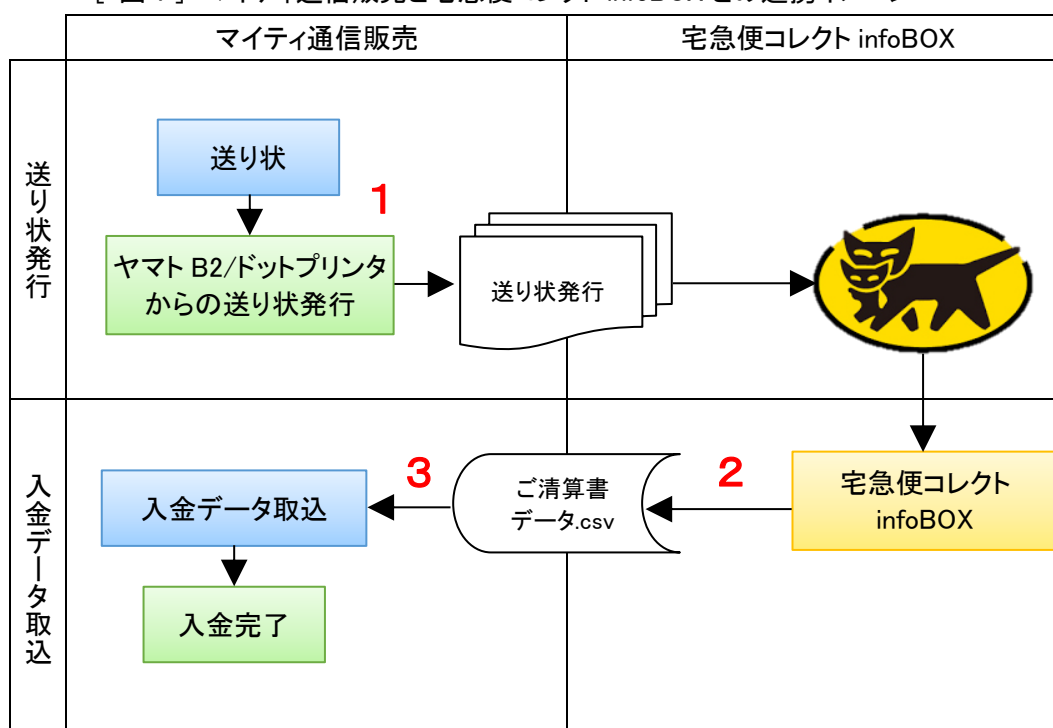 マイティ通信販売
宅急便コレクト infoBOX
送り状発行
送り状
1
ヤマト B2/ドットプリンタ
からの送り状発行
送り状発行
入金データ取込
入金データ取込
3
ご清算書
データ.csv
2
宅急便コレクト
infoBOX
入金完了